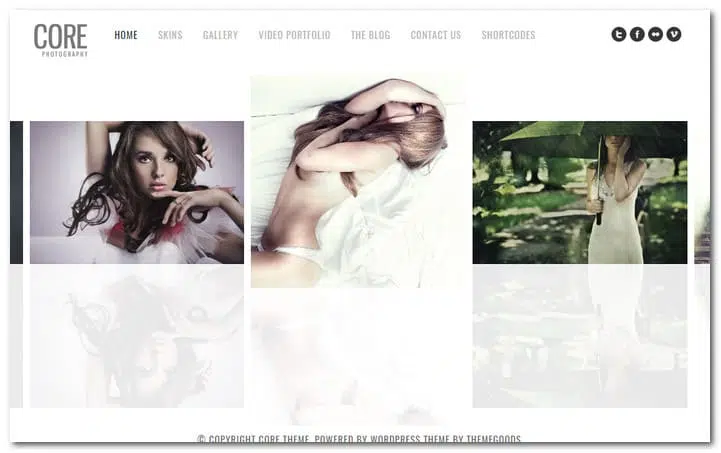 CORE
PHOTOGRAPHY
HOME SKINS GALLERY VIDEO PORTFOLIO THE BLOG CONTACT US SHORTCODES
© COPYRIGHT CORE THEME. POWERED BY WORDPRESS THEME BY THEMEGOODS